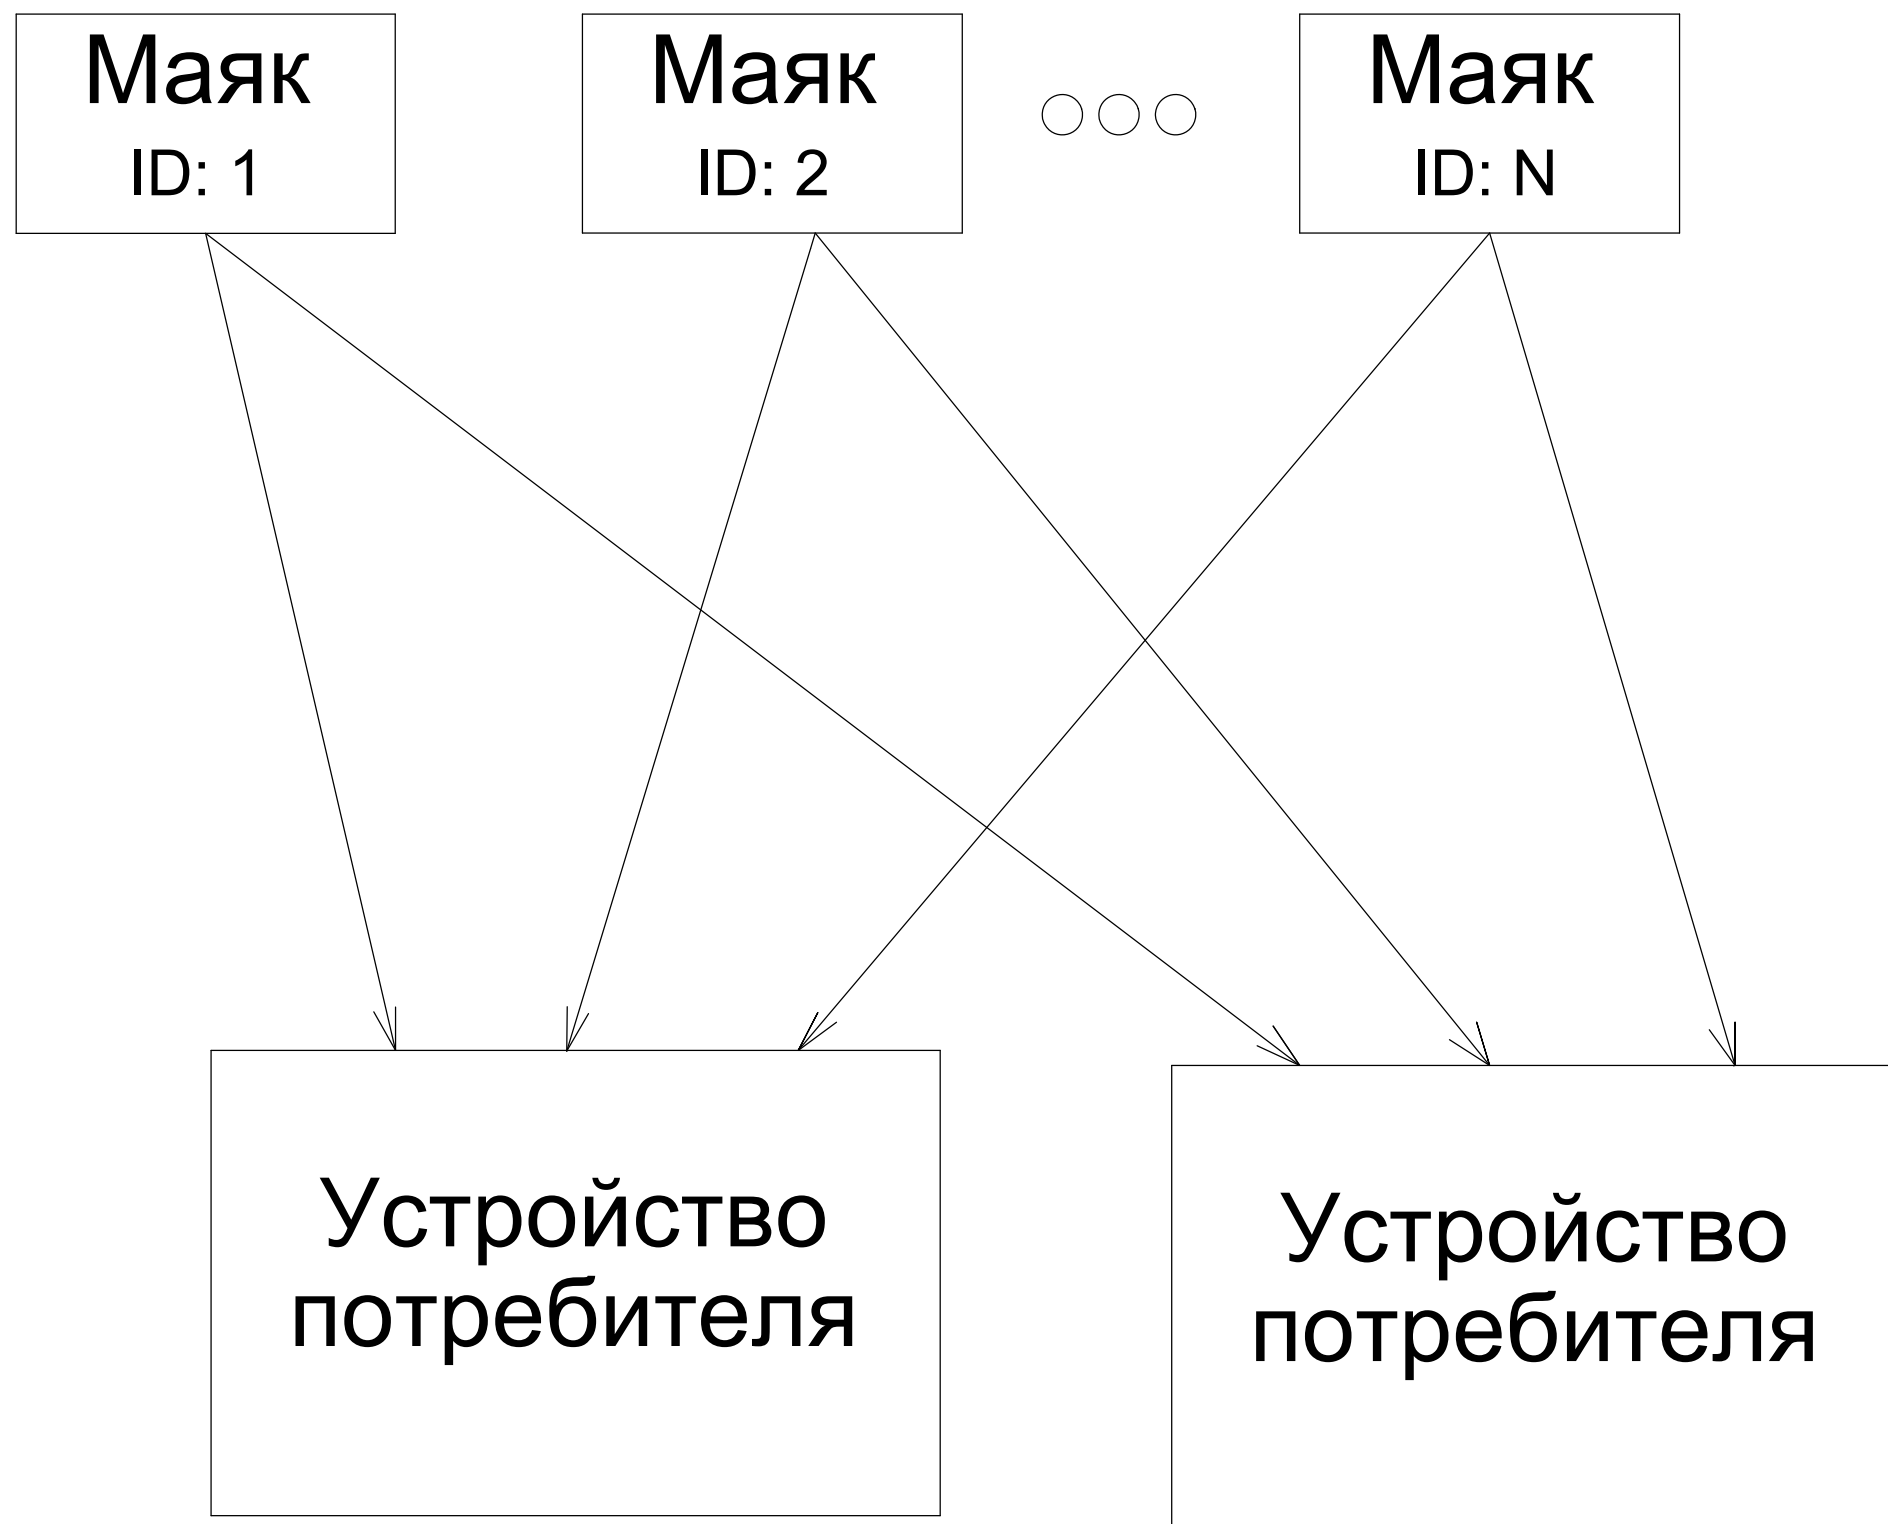 Маяк
ID: 1
Маяк
ID: 2
Маяк
ID: N
Устройство
потребителя
Устройство
потребителя